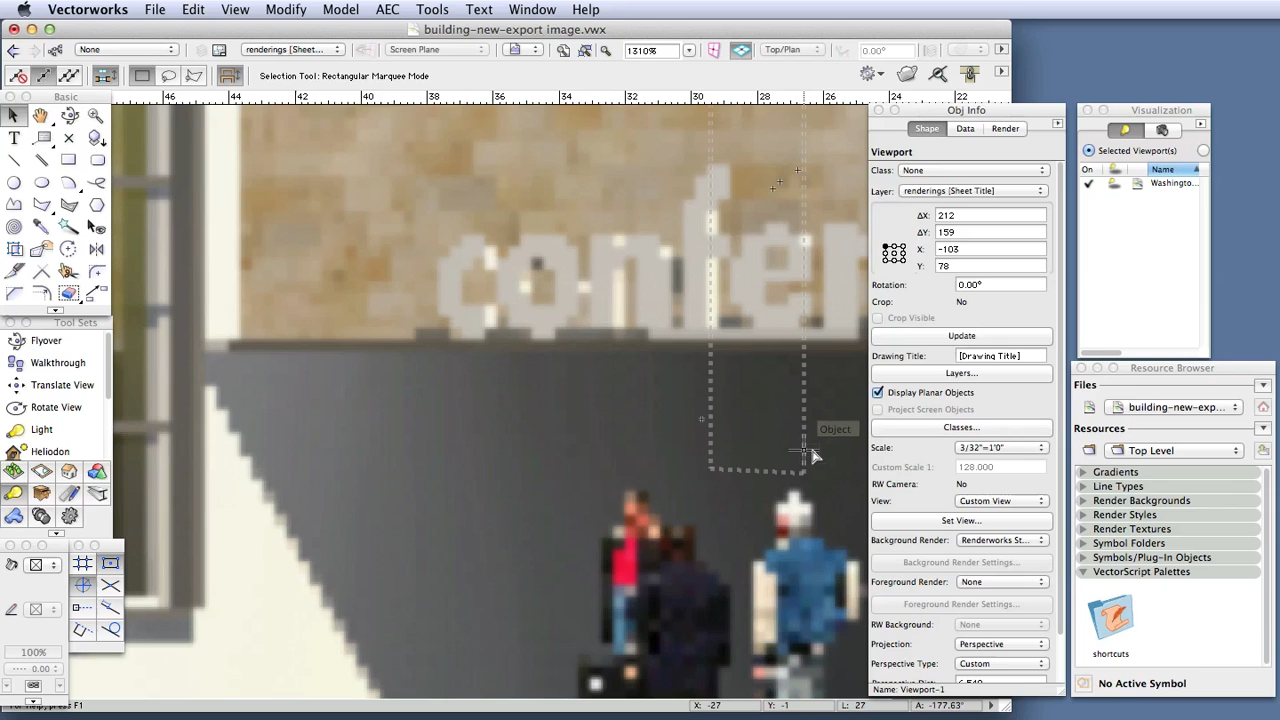 Vectorworks File Edit View Modify Model AEC Tools Text Window Help
building-new-export image.vwx
None renderings [Sheet... Screen Plane 1310% Top/Plan 0.00°
Selection Tool: Rectangular Marquee Mode
Basic
46 44 42 40 38 36 34 32 30 28 26 24 22
Tool Sets
Flyover
Walkthrough
Translate View
Rotate View
Light
Heliodon
100%
0.00
conter
Object
Obj Info
Shape Data Render
Viewport
Class: None
Layer: renderings [Sheet Title]
ΔX: 212
ΔY: 159
X: -103
Y: 78
Rotation: 0.00°
Crop: No
Crop Visible
Update
Drawing Title: [Drawing Title]
Layers...
Display Planar Objects
Project Screen Objects
Classes...
Scale: 3/32"=1'0"
Custom Scale 1: 128.000
RW Camera: No
View: Custom View
Set View...
Background Render: Renderworks St...
Background Render Settings...
Foreground Render: None
Foreground Render Settings...
RW Background: None
Projection: Perspective
Perspective Type: Custom
Name: Viewport-1
Visualization
Selected Viewport(s)
On Name
Washingto...
Resource Browser
Files
building-new-exp...
Resources
Top Level
Gradients
Line Types
Render Backgrounds
Render Styles
Render Textures
Symbol Folders
Symbols/Plug-In Objects
VectorScript Palettes
shortcuts
No Active Symbol
For Help, press F1 X: -27 Y: -1 L: 27 A: -177.63°